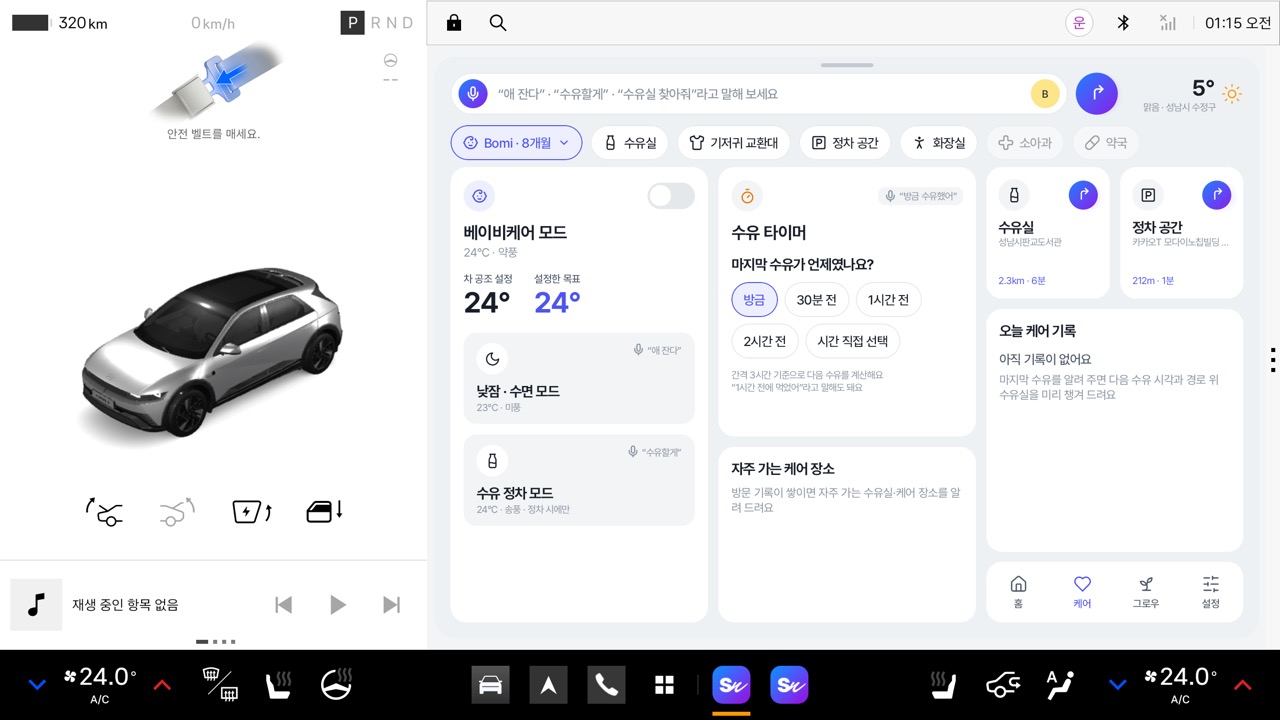 320 km
0 km/h
P R N D
안전 벨트를 매세요.
재생 중인 항목 없음
운
01:15 오전
“애 잔다” · “수유할게” · “수유실 찾아줘”라고 말해 보세요
B
5°
맑음 · 성남시 수정구
Bomi · 8개월
수유실
기저귀 교환대
정차 공간
화장실
소아과
약국
베이비케어 모드
24°C · 약풍
차 공조 설정
설정한 목표
24°
24°
“애 잔다”
낮잠 · 수면 모드
23°C · 미풍
“수유할게”
수유 정차 모드
24°C · 송풍 · 정차 시에만
“방금 수유했어”
수유 타이머
마지막 수유가 언제였나요?
방금
30분 전
1시간 전
2시간 전
시간 직접 선택
간격 3시간 기준으로 다음 수유를 계산해요
“1시간 전에 먹었어”라고 말해도 돼요
자주 가는 케어 장소
방문 기록이 쌓이면 자주 가는 수유실·케어 장소를 알
려 드려요
수유실
성남시판교도서관
2.3km · 6분
정차 공간
카카오T 모다이노칩빌딩 ...
212m · 1분
오늘 케어 기록
아직 기록이 없어요
마지막 수유를 알려 주면 다음 수유 시각과 경로 위
수유실을 미리 챙겨 드려요
홈
케어
그로우
설정
24.0°
A/C
A
24.0°
A/C